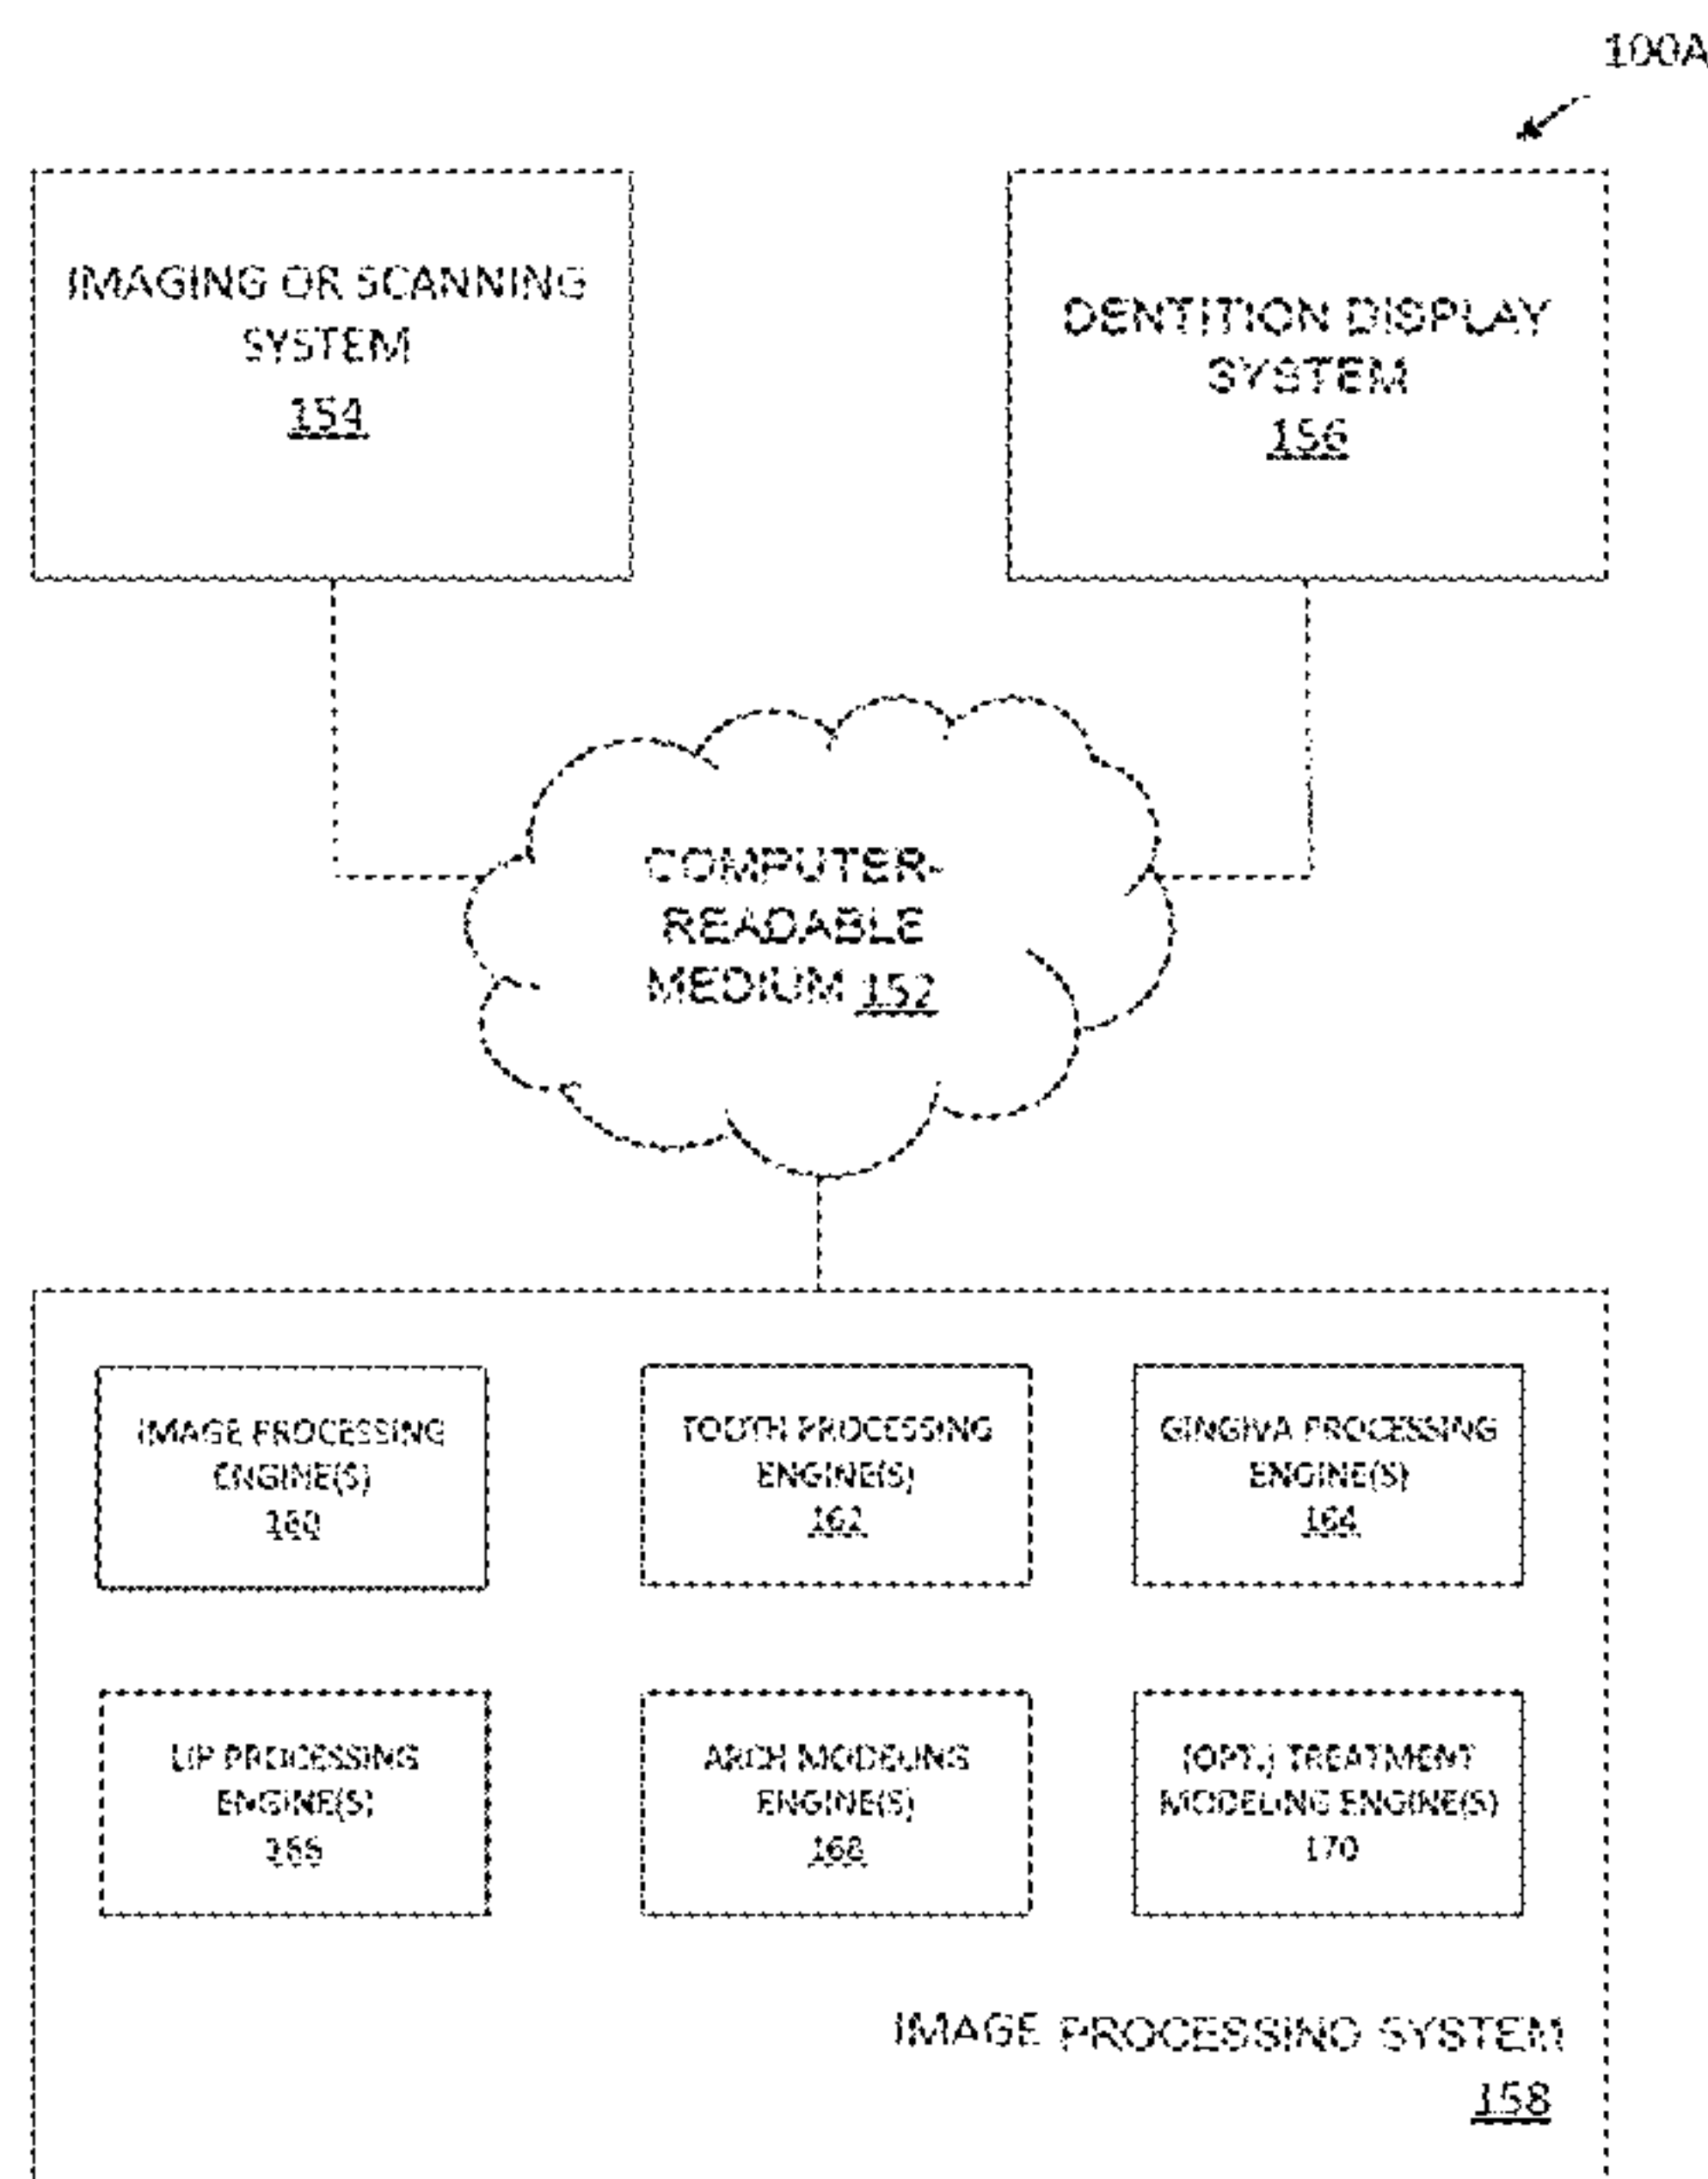 100A
IMAGING OR SCANNING
SYSTEM
154
DENTITION DISPLAY
SYSTEM
156
COMPUTER-
READABLE
MEDIUM 152
IMAGE PROCESSING
ENGINE(S)
160
TOOTH PROCESSING
ENGINE(S)
162
GINGIVA PROCESSING
ENGINE(S)
164
LIP PROCESSING
ENGINE(S)
166
ARCH MODELING
ENGINE(S)
168
(OPT.) TREATMENT
MODELING ENGINE(S)
170
IMAGE PROCESSING SYSTEM
158